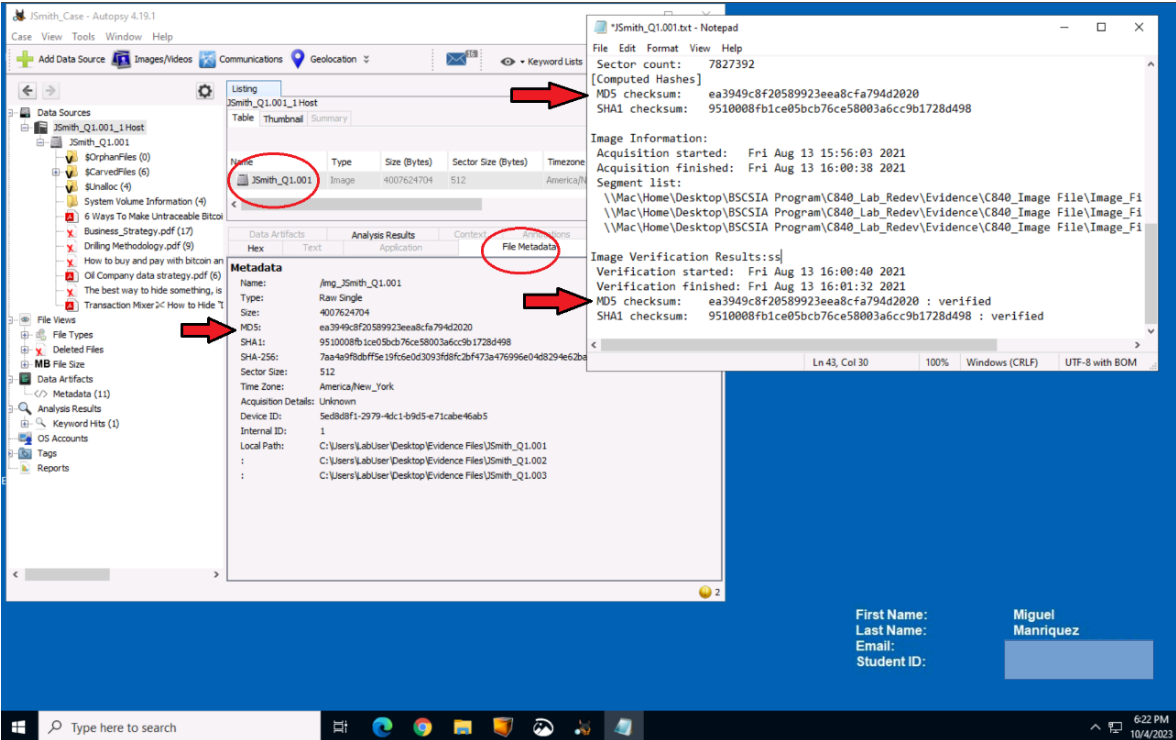 JSmith_Case - Autopsy 4.19.1
Case View Tools Window Help
Add Data Source Images/Videos Communications Geolocation Keyword Lists
Data Sources
JSmith_Q1.001_1 Host
JSmith_Q1.001
$OrphanFiles (0)
$CarvedFiles (6)
$Unalloc (4)
System Volume Information (4)
6 Ways To Make Untraceable Bitcoi
Business_Strategy.pdf (17)
Drilling Methodology.pdf (9)
How to buy and pay with bitcoin an
Oil Company data strategy.pdf (6)
The best way to hide something, is
Transaction Mixer How to Hide "t
File Views
File Types
Deleted Files
MB File Size
Data Artifacts
Metadata (11)
Analysis Results
Keyword Hits (1)
OS Accounts
Tags
Reports
Listing
JSmith_Q1.001_1 Host
Table Thumbnail Summary
Name Type Size (Bytes) Sector Size (Bytes) Timezone
JSmith_Q1.001 Image 4007624704 512 America/N
Data Artifacts Analysis Results Context Annotations
Hex Text Application File Metadata
Metadata
Name: /img_JSmith_Q1.001
Type: Raw Single
Size: 4007624704
MD5: ea3949c8f20589923eea8cfa794d2020
SHA1: 9510008fb1ce05bcb76ce58003a6cc9b1728d498
SHA-256: 7aa4a9f8dbff5e19fc6e0d3093fd8fc2bf473a476996e04d8294e62ba
Sector Size: 512
Time Zone: America/New_York
Acquisition Details: Unknown
Device ID: 5ed8d8f1-2979-4dc1-b9d5-e71cabe46ab5
Internal ID: 1
Local Path: C:\Users\LabUser\Desktop\Evidence Files\JSmith_Q1.001
: C:\Users\LabUser\Desktop\Evidence Files\JSmith_Q1.002
: C:\Users\LabUser\Desktop\Evidence Files\JSmith_Q1.003
2
*JSmith_Q1.001.txt - Notepad
File Edit Format View Help
Sector count: 7827392
[Computed Hashes]
MD5 checksum: ea3949c8f20589923eea8cfa794d2020
SHA1 checksum: 9510008fb1ce05bcb76ce58003a6cc9b1728d498
Image Information:
Acquisition started: Fri Aug 13 15:56:03 2021
Acquisition finished: Fri Aug 13 16:00:38 2021
Segment list:
\\Mac\Home\Desktop\BSCSIA Program\C840_Lab_Redev\Evidence\C840_Image File\Image_Fi
\\Mac\Home\Desktop\BSCSIA Program\C840_Lab_Redev\Evidence\C840_Image File\Image_Fi
\\Mac\Home\Desktop\BSCSIA Program\C840_Lab_Redev\Evidence\C840_Image File\Image_Fi
Image Verification Results:ss
Verification started: Fri Aug 13 16:00:40 2021
Verification finished: Fri Aug 13 16:01:32 2021
MD5 checksum: ea3949c8f20589923eea8cfa794d2020 : verified
SHA1 checksum: 9510008fb1ce05bcb76ce58003a6cc9b1728d498 : verified
Ln 43, Col 30 100% Windows (CRLF) UTF-8 with BOM
First Name: Miguel
Last Name: Manriquez
Email:
Student ID:
Type here to search
6:22 PM
10/4/2023